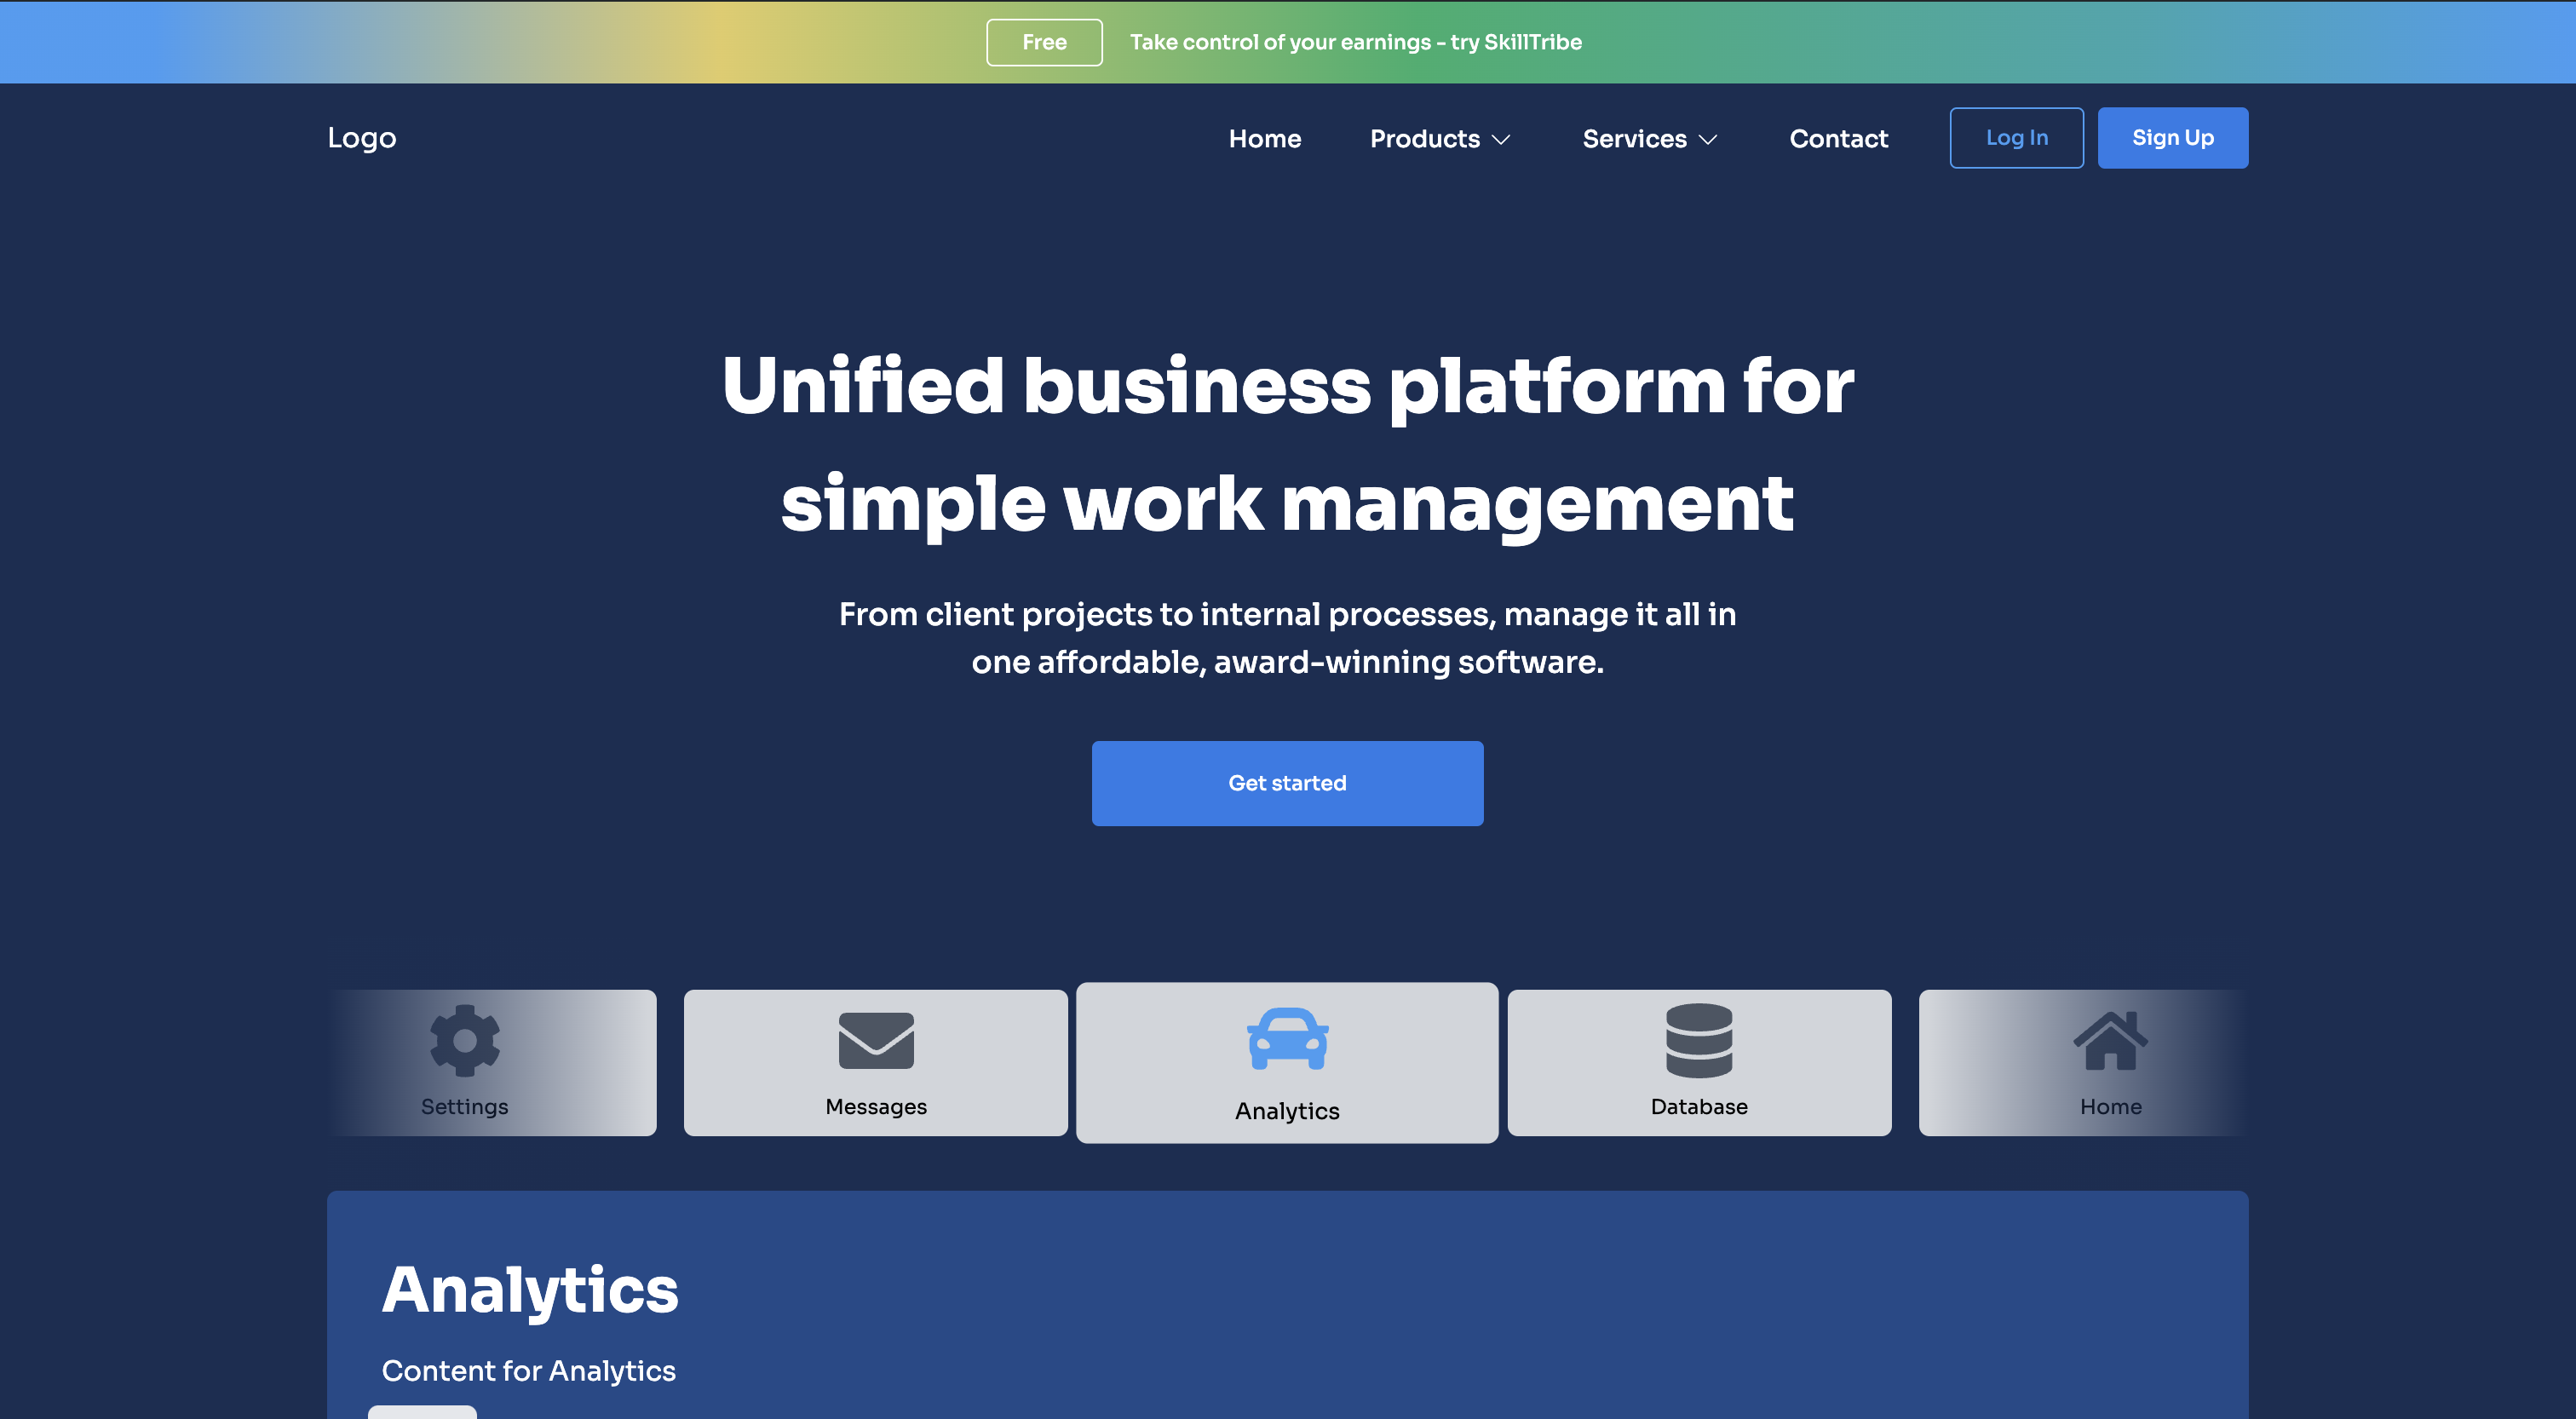 Free
Take control of your earnings - try SkillTribe
Logo
Home
Products
Services
Contact
Log In
Sign Up
Unified business platform for
simple work management
From client projects to internal processes, manage it all in
one affordable, award-winning software.
Get started
Settings
Messages
Analytics
Database
Home
Analytics
Content for Analytics